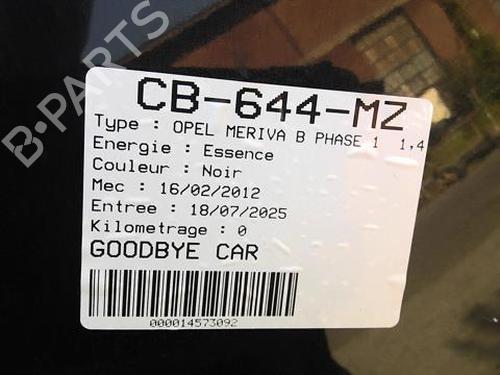 B-PARTS
CB-644-MZ
Type : OPEL MERIVA B PHASE 1 1,4
Energie : Essence
Couleur : Noir
Mec : 16/02/2012
Entree : 18/07/2025
Kilometrage : 0
GOODBYE CAR
000014573092